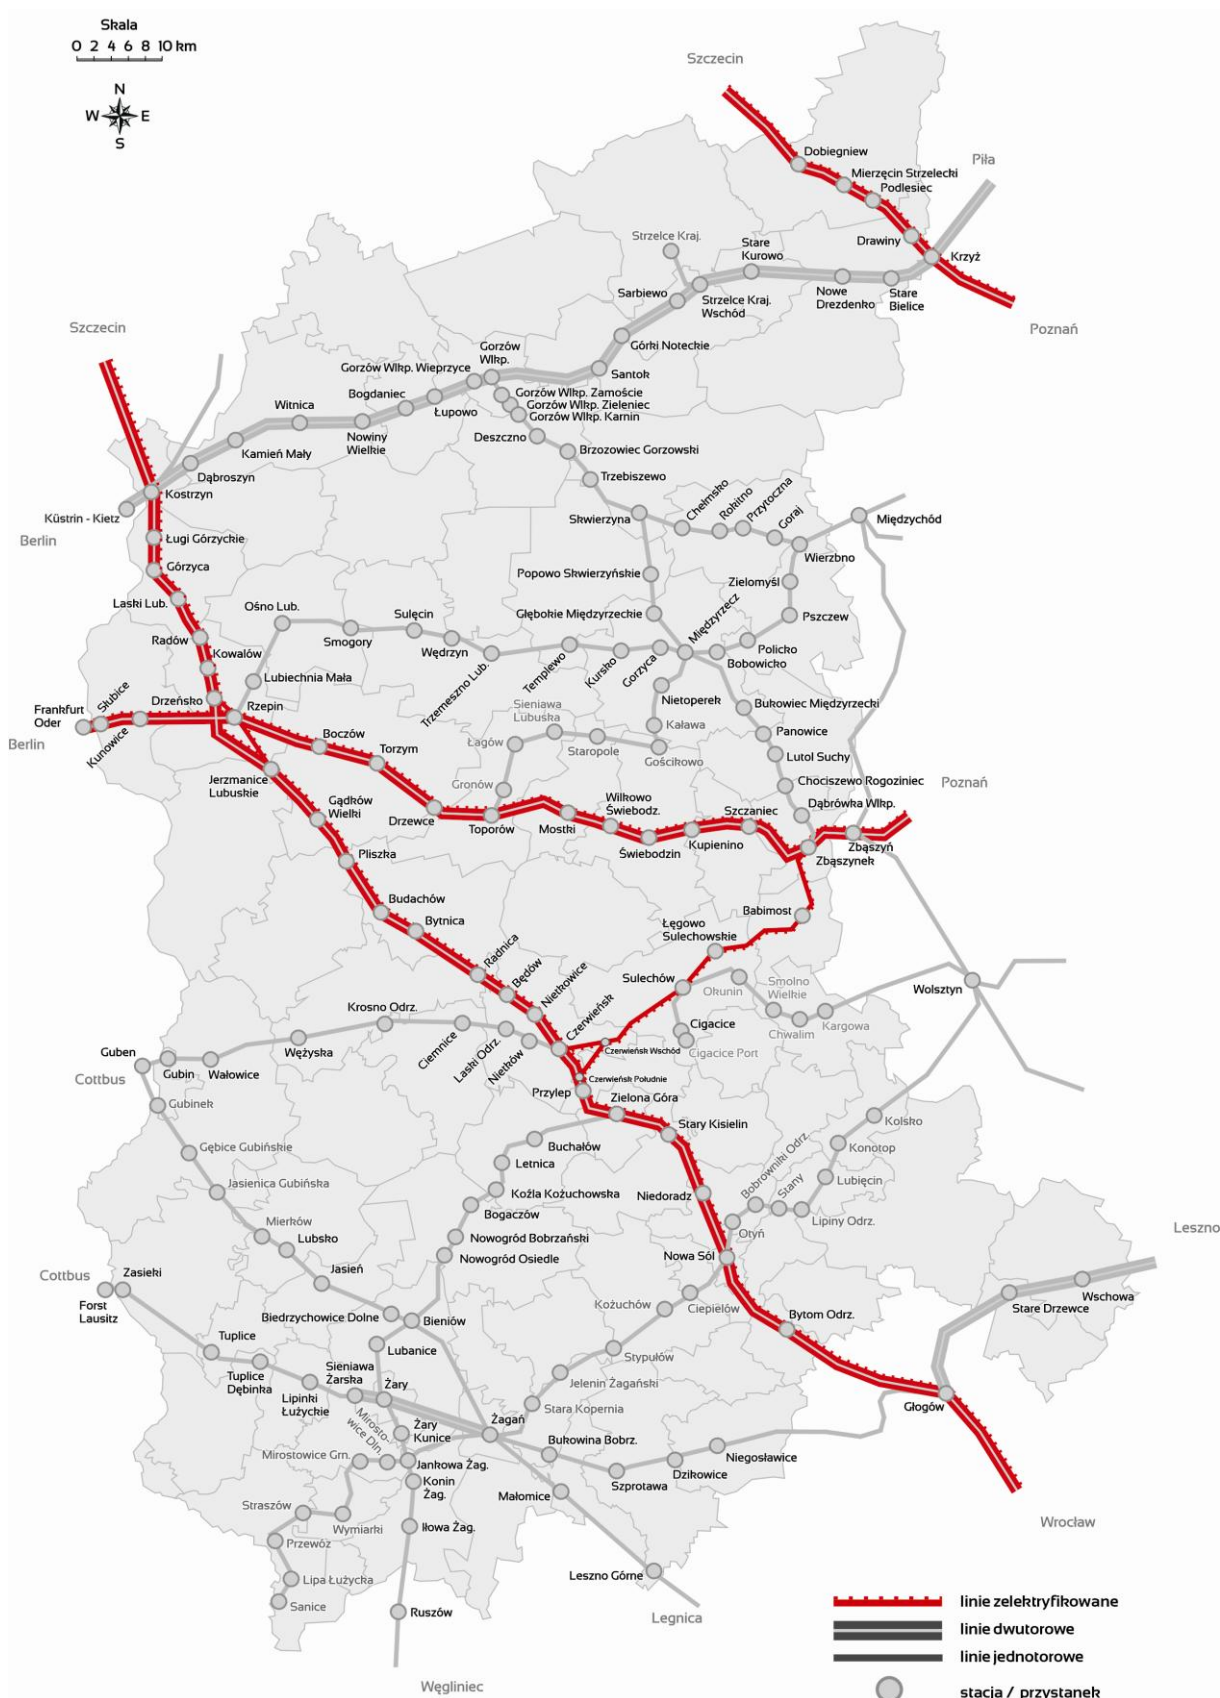 Skala
0 2 4 6 8 10 km
N
W E
S
Szczecin
Dobiegniew
Piła
Mierzęcin Strzelecki
Podlesiec
Strzelce Kraj.
Stare
Kurowo
Drawiny
Krzyż
Sarbiewo
Strzelce Kraj.
Wschód
Nowe
Drezdenko
Stare
Bielice
Szczecin
Poznań
Górki Noteckie
Gorzów
Wlkp.
Gorzów Wlkp. Wieprzyce
Santok
Bogdaniec
Gorzów Wlkp. Zamoście
Gorzów Wlkp. Zieleniec
Gorzów Wlkp. Karnin
Witnica
Łupowo
Nowiny
Wielkie
Deszczno
Kamień Mały
Brzozowiec Gorzowski
Dąbroszyn
Trzebiszewo
Kostrzyn
Chełmsko
Rokitno
Przytoczna
Goraj
Küstrin - Kietz
Skwierzyna
Międzychód
Berlin
Ługi Górzyckie
Wierzbno
Górzyca
Popowo Skwierzyńskie
Zielomyśl
Laski Lub.
Ośno Lub.
Sulęcin
Głębokie Międzyrzeckie
Międzyrzecz
Pszczew
Radów
Smogory
Wędrzyn
Policko
Kowalów
Trzemeszno Lub.
Templewo
Kursko
Gorzyca
Bobowicko
Lubiechnia Mała
Nietoperek
Słubice
Drzeńsko
Frankfurt
Oder
Rzepin
Sieniawa
Lubuska
Bukowiec Międzyrzecki
Kaława
Panowice
Berlin
Kunowice
Boczów
Łagów
Staropole
Gościkowo
Lutol Suchy
Torzym
Jerzmanice
Lubuskie
Gronów
Chociszewo Rogoziniec
Poznań
Gądków
Wielki
Wilkowo
Świebodz.
Szczaniec
Dąbrówka Wlkp.
Drzewce
Toporów
Mostki
Świebodzin
Kupienino
Zbąszyń
Zbąszynek
Pliszka
Budachów
Babimost
Bytnica
Łęgowo
Sulechowskie
Radnica
Będów
Sulechów
Okunin
Smolno
Wielkie
Wolsztyn
Nietkowice
Krosno Odrz.
Czerwieńsk
Cigacice
Chwalim
Kargowa
Wężyska
Ciemnice
Laski Odrz.
Nietków
Czerwieńsk Wschód
Cigacice Port
Guben
Gubin
Wałowice
Cottbus
Czerwieńsk Południe
Przylep
Zielona Góra
Gubinek
Stary Kisielin
Kolsko
Buchałów
Konotop
Gębice Gubińskie
Letnica
Bobrowniki Odrz.
Stany
Lubięcin
Jasienica Gubińska
Koźla Kożuchowska
Niedoradz
Bogaczów
Lipiny Odrz.
Otyń
Mierków
Nowogród Bobrzański
Leszno
Lubsko
Nowogród Osiedle
Nowa Sól
Cottbus
Zasieki
Jasień
Wschowa
Forst
Lausitz
Kożuchów
Ciepielów
Stare Drzewce
Biedrzychowice Dolne
Bieniów
Bytom Odrz.
Tuplice
Lubanice
Stypułów
Tuplice
Dębinka
Sieniawa
Żarska
Żary
Jelenin Żagański
Lipinki
Łużyckie
Stara Kopernia
Głogów
Mirosto-
wice Dln.
Żary
Kunice
Żagań
Bukowina Bobrz.
Mirostowice Grn.
Jankowa Żag.
Niegosławice
Konin
Żag.
Szprotawa
Dzikowice
Małomice
Straszów
Wymiarki
Iłowa Żag.
Wrocław
Przewóz
Lipa Łużycka
Leszno Górne
Sanice
Ruszów
Legnica
Węgliniec
linie zelektryfikowane
linie dwutorowe
linie jednotorowe
stacja / przystanek